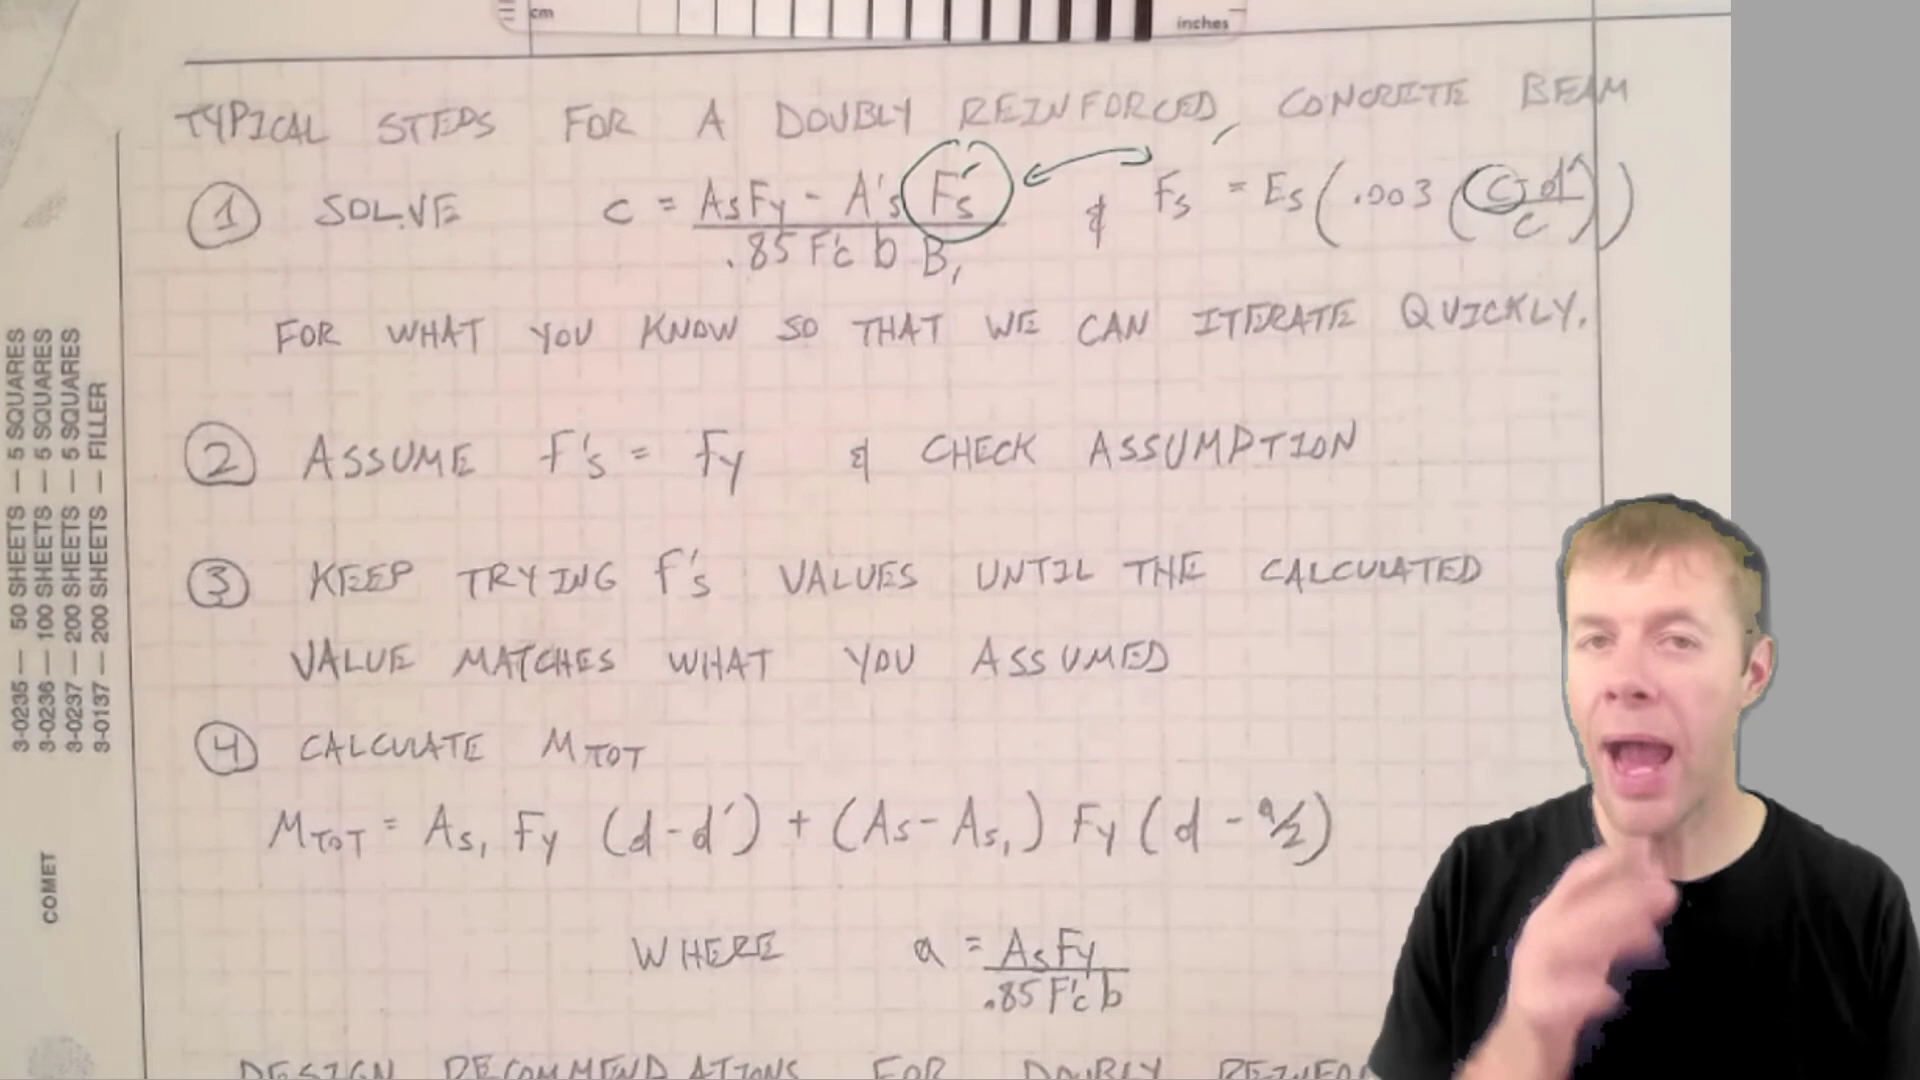 cm
inches
TYPICAL STEPS FOR A DOUBLY REINFORCED, CONCRETE BEAM
① SOLVE c = (AsFy - A's F's) / (.85 F'c b B₁) & F's = Es(.003((c-d')/c))
FOR WHAT YOU KNOW SO THAT WE CAN ITERATE QUICKLY.
② ASSUME F's = Fy & CHECK ASSUMPTION
③ KEEP TRYING F's VALUES UNTIL THE CALCULATED
VALUE MATCHES WHAT YOU ASSUMED
④ CALCULATE MTOT
MTOT = As₁ Fy (d-d') + (As-As₁) Fy (d - a/2)
WHERE a = AsFy / .85 F'c b
DESIGN RECOMMENDATIONS FOR DOUBLY
3-0235 — 50 SHEETS — 5 SQUARES
3-0236 — 100 SHEETS — 5 SQUARES
3-0237 — 200 SHEETS — 5 SQUARES
3-0137 — 200 SHEETS — FILLER
COMET